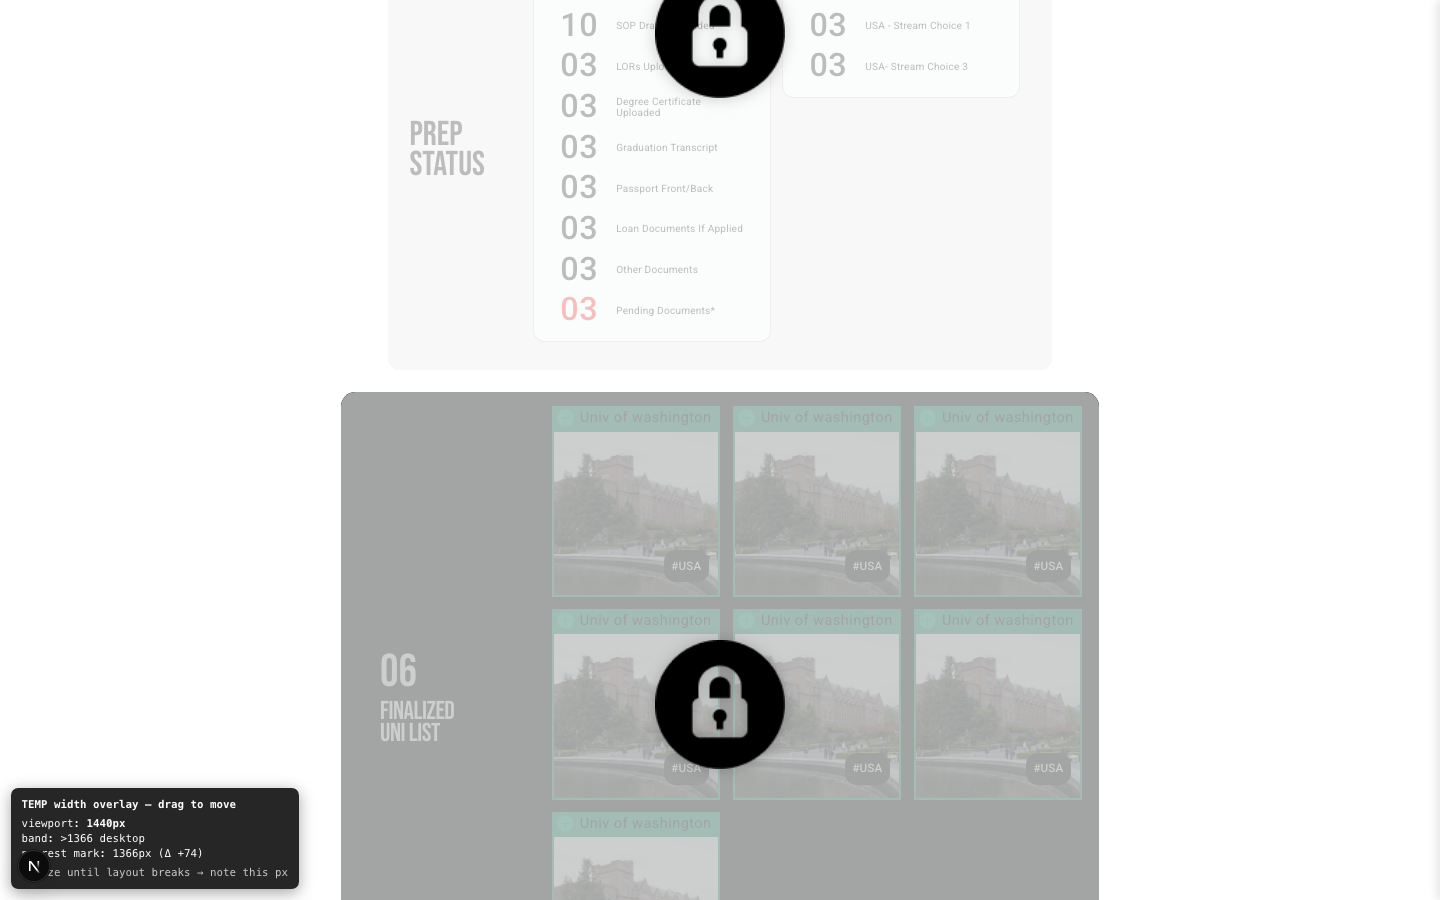 10 SOP
03 LORs
03 Degree Certificate
Uploaded
03 Graduation Transcript
03 Passport Front/Back
03 Loan Documents If Applied
03 Other Documents
03 Pending Documents*
03 USA - Stream Choice 1
03 USA- Stream Choice 3
PREP
STATUS
Univ of washington
Univ of washington
Univ of washington
#USA
#USA
#USA
Univ of washington
Univ of washington
Univ of washington
#USA
#USA
#USA
06
FINALIZED
UNI LIST
Univ of washington
TEMP width overlay — drag to move
viewport: 1440px
band: >1366 desktop
mark: 1366px (Δ +74)
until layout breaks → note this px
N